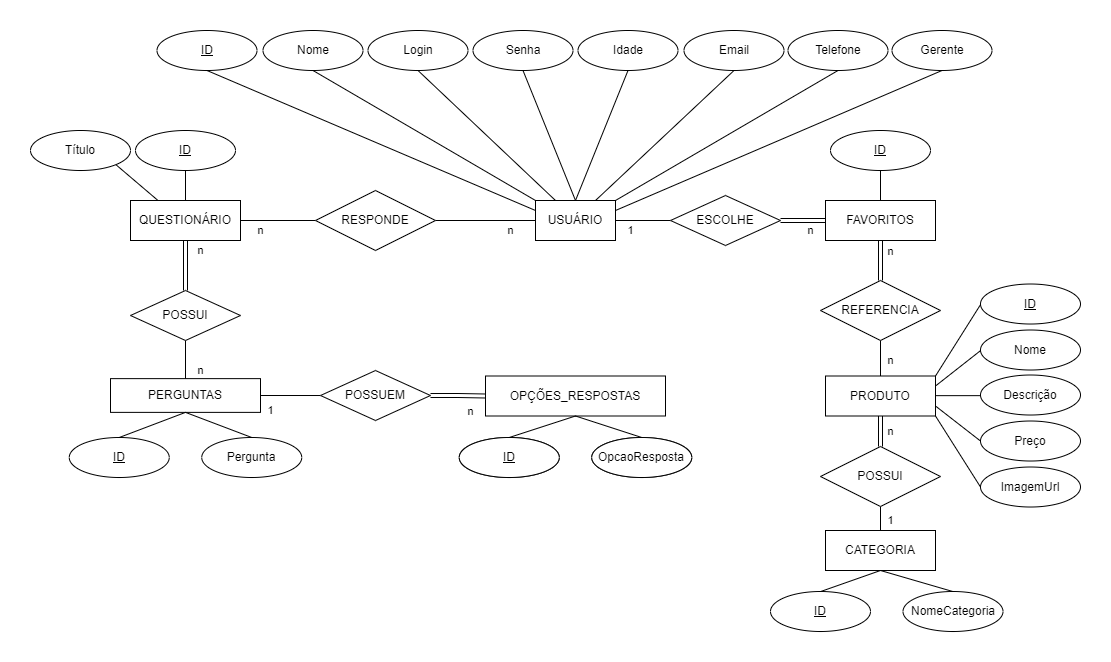 ID
Nome
Login
Senha
Idade
Email
Telefone
Gerente
Título
ID
ID
QUESTIONÁRIO
n
RESPONDE
n
USUÁRIO
1
ESCOLHE
n
FAVORITOS
n
n
POSSUI
REFERENCIA
ID
n
n
Nome
PERGUNTAS
1
POSSUEM
n
OPÇÕES_RESPOSTAS
PRODUTO
Descrição
n
Preço
ID
Pergunta
ID
OpcaoResposta
POSSUI
ImagemUrl
1
CATEGORIA
ID
NomeCategoria